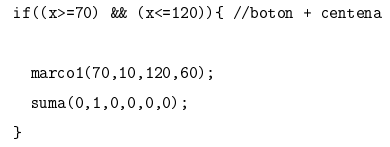 if((x>=70) && (x<=120)){ //boton + centena
marco1(70,10,120,60);
suma(0,1,0,0,0,0);
}